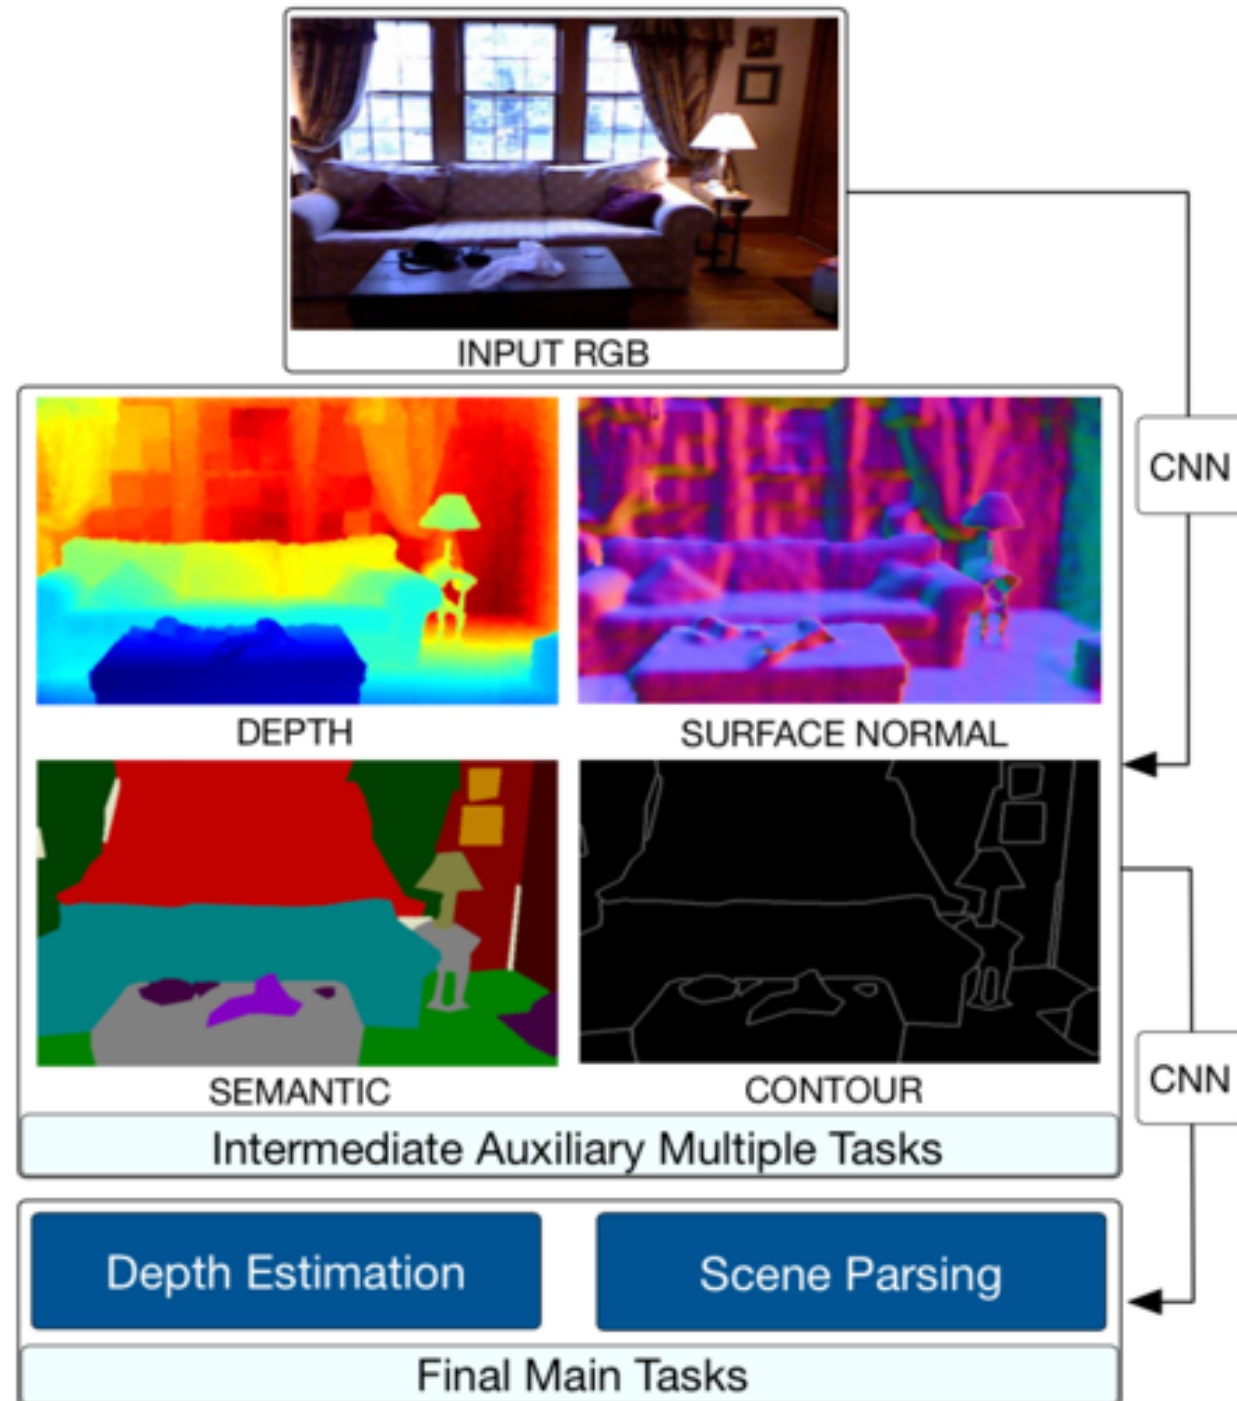 INPUT RGB
CNN
DEPTH
SURFACE NORMAL
SEMANTIC
CONTOUR
CNN
Intermediate Auxiliary Multiple Tasks
Depth Estimation
Scene Parsing
Final Main Tasks